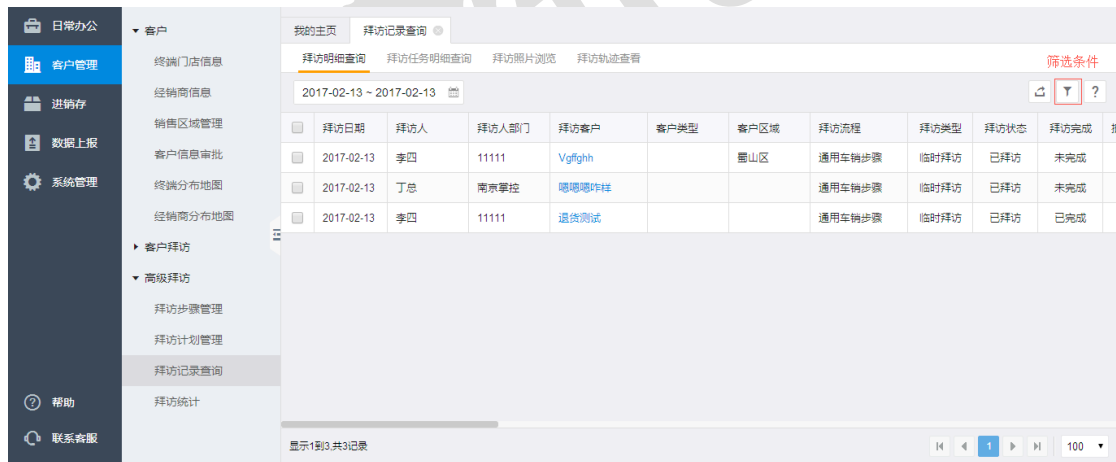 日常办公
客户管理
进销存
数据上报
系统管理
帮助
联系客服
客户
终端门店信息
经销商信息
销售区域管理
客户信息审批
终端分布地图
经销商分布地图
客户拜访
高级拜访
拜访步骤管理
拜访计划管理
拜访记录查询
拜访统计
我的主页 拜访记录查询
拜访明细查询 拜访任务明细查询 拜访照片浏览 拜访轨迹查看
筛选条件
2017-02-13 ~ 2017-02-13 ?
拜访日期 拜访人 拜访人部门 拜访客户 客户类型 客户区域 拜访流程 拜访类型 拜访状态 拜访完成
2017-02-13 李四 11111 Vgffghh 蜀山区 通用车销步骤 临时拜访 已拜访 未完成
2017-02-13 丁总 南京掌控 嗯嗯嗯咋样 通用车销步骤 临时拜访 已拜访 未完成
2017-02-13 李四 11111 退货测试 通用车销步骤 临时拜访 已拜访 已完成
显示1到3,共3记录 1 100